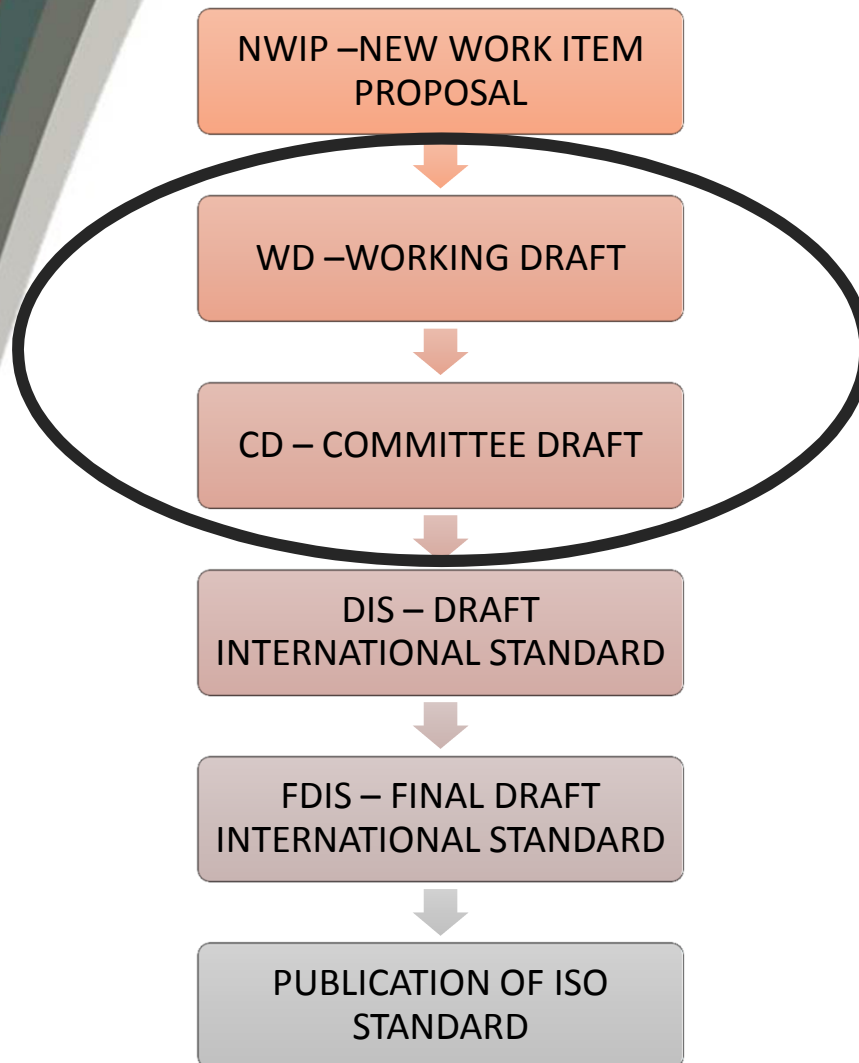 NWIP –NEW WORK ITEM
PROPOSAL
WD –WORKING DRAFT
CD – COMMITTEE DRAFT
DIS – DRAFT
INTERNATIONAL STANDARD
FDIS – FINAL DRAFT
INTERNATIONAL STANDARD
PUBLICATION OF ISO
STANDARD